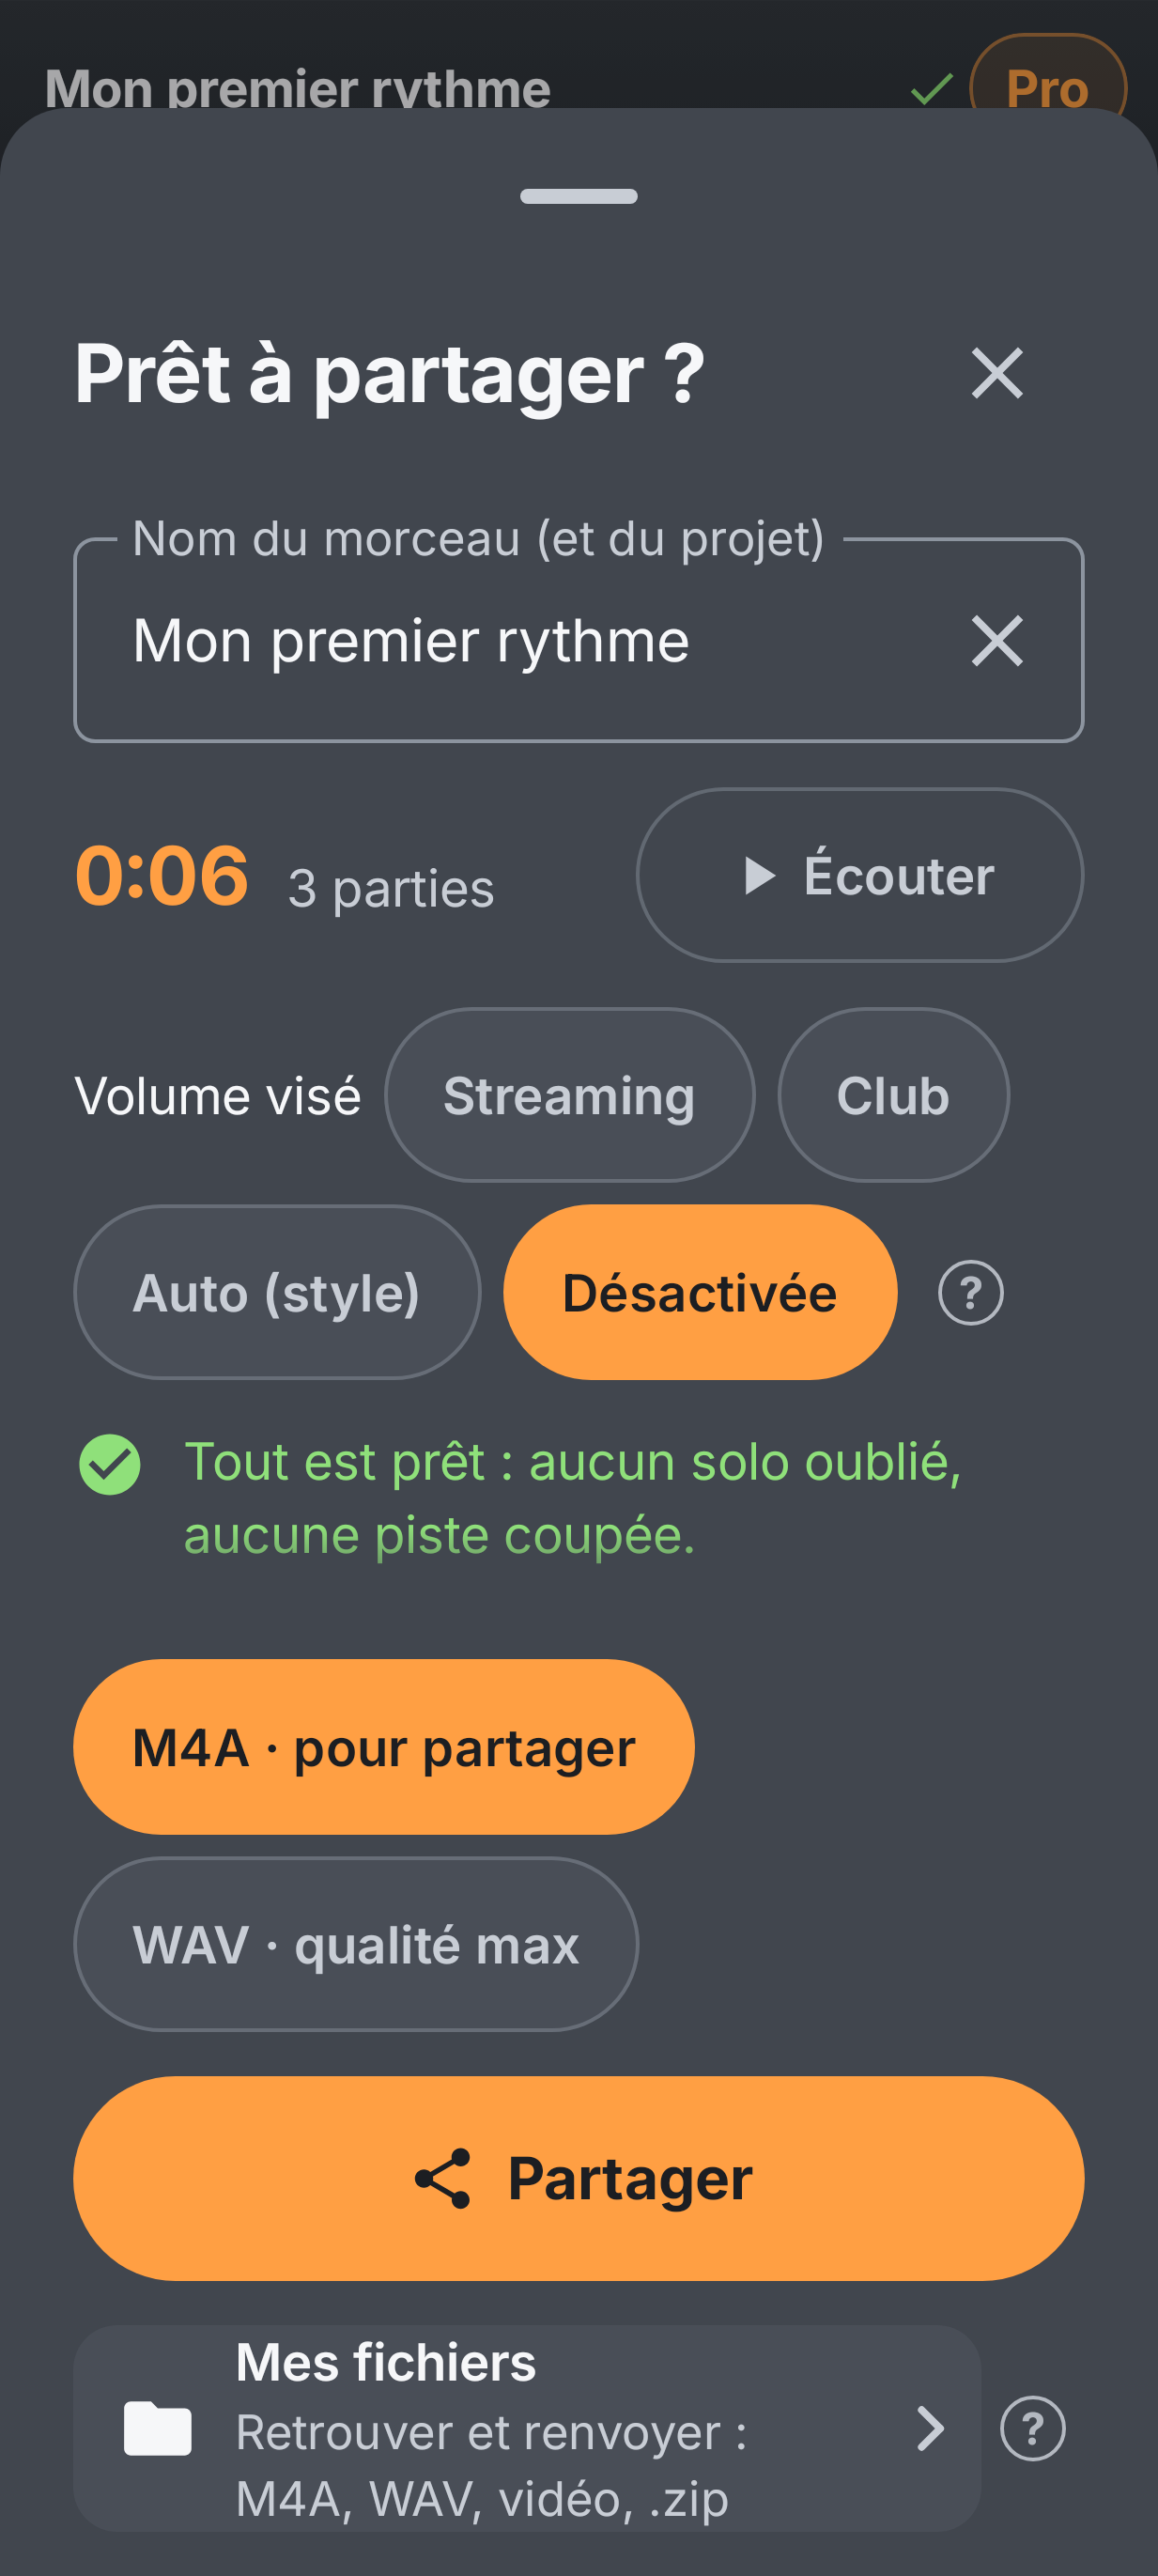 Mon premier rythme
Pro
Prêt à partager ?
Nom du morceau (et du projet)
Mon premier rythme
0:06 3 parties
Écouter
Volume visé Streaming Club
Auto (style) Désactivée ?
Tout est prêt : aucun solo oublié,
aucune piste coupée.
M4A · pour partager
WAV · qualité max
Partager
Mes fichiers
Retrouver et renvoyer :
M4A, WAV, vidéo, .zip
?